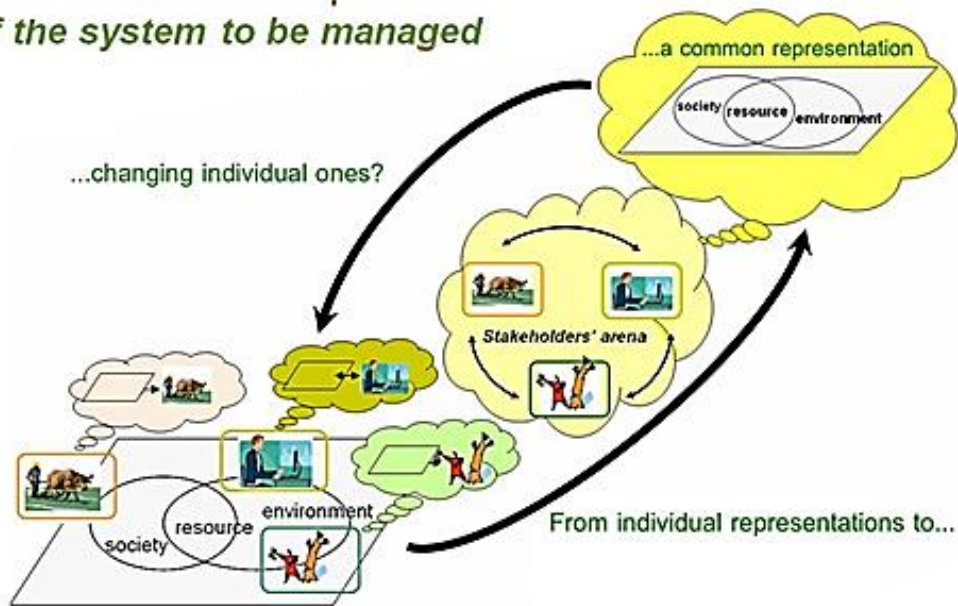 the system to be managed
...a common representation
society resource environment
...changing individual ones?
Stakeholders' arena
environment
resource
society
From individual representations to...